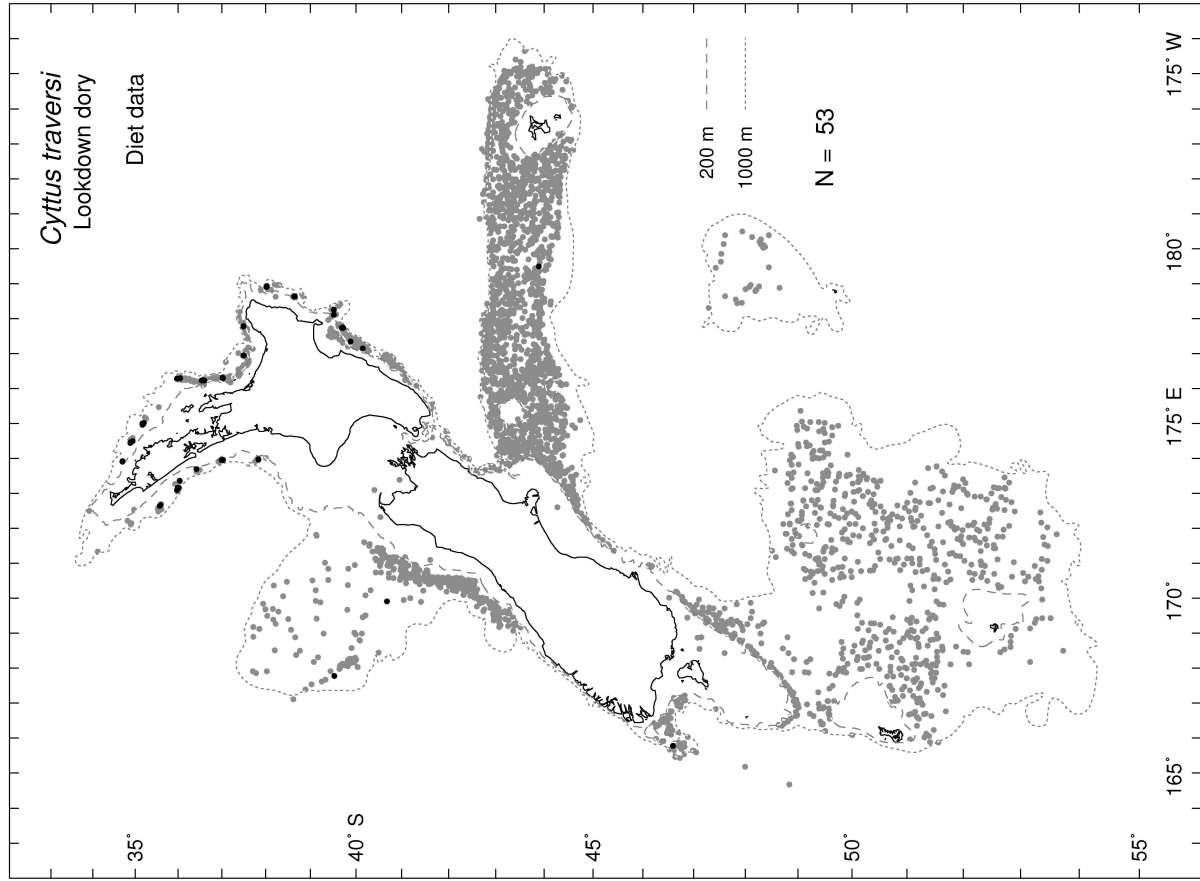 Cyttus traversi
Lookdown dory
Diet data
200 m
1000 m
N = 53
35°
40° S
45°
50°
55°
165°
170°
175° E
180°
175° W